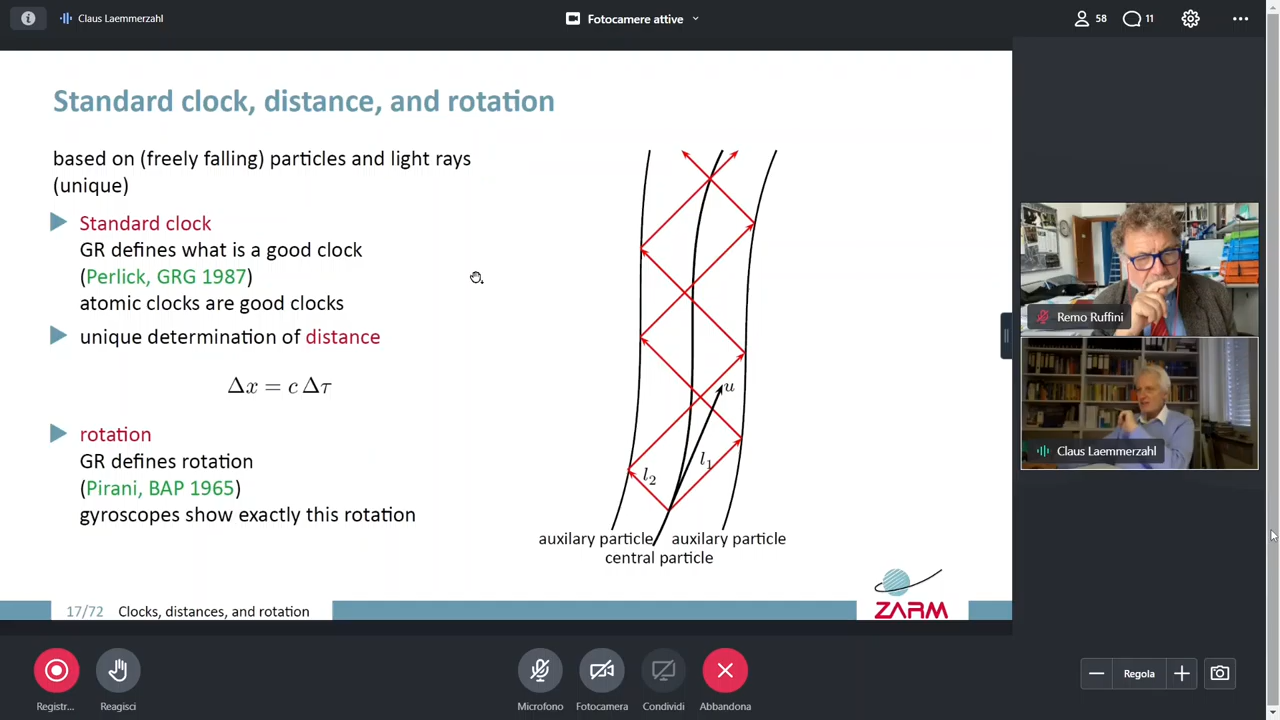 Claus Laemmerzahl
Fotocamere attive
58
11
Standard clock, distance, and rotation
based on (freely falling) particles and light rays
(unique)
Standard clock
GR defines what is a good clock
(Perlick, GRG 1987)
atomic clocks are good clocks
unique determination of distance
Δx = c Δτ
rotation
GR defines rotation
(Pirani, BAP 1965)
gyroscopes show exactly this rotation
u
l₁
l₂
auxilary particle
auxilary particle
central particle
17/72 Clocks, distances, and rotation
ZARM
Remo Ruffini
Claus Laemmerzahl
Registr...
Reagisci
Microfono
Fotocamera
Condividi
Abbandona
Regola